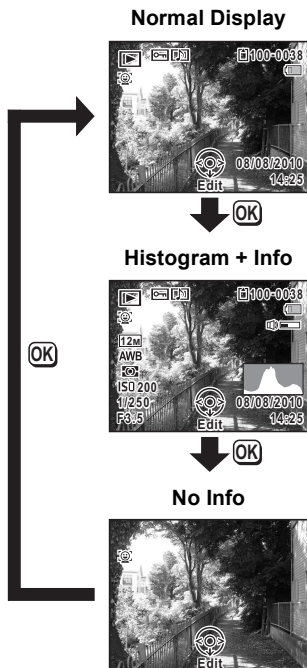 Normal Display
100-0038
08/08/2010
Edit
14:25
OK
Histogram + Info
100-0038
12M
AWB
ISO 200
1/250
08/08/2010
F3.5
Edit
14:25
OK
OK
No Info
Edit